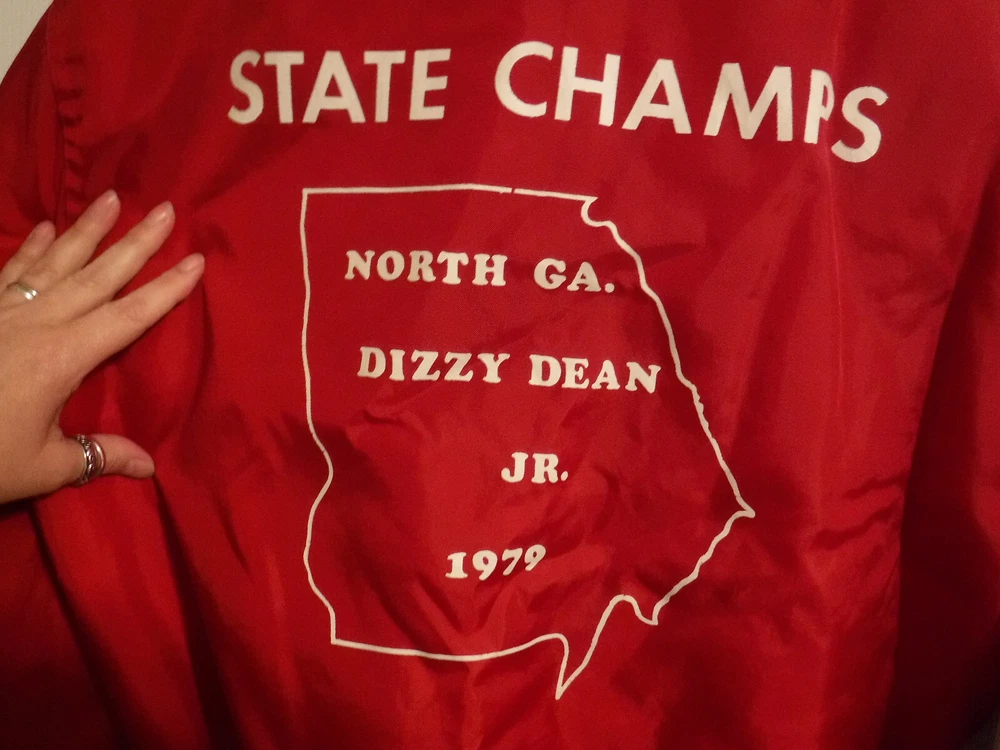 STATE CHAMPS
NORTH GA.
DIZZY DEAN
JR.
1979